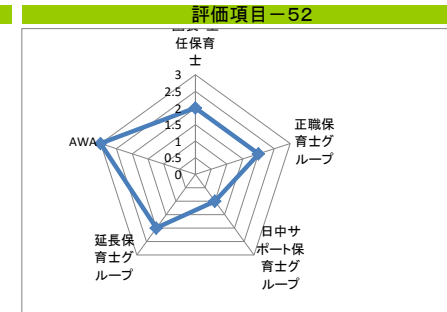 評価項目－52
任保育
士
3
2.5
2
1.5
1
0.5
0
正職保
育士グ
ループ
日中サ
ポート保
育士グ
ループ
延長保
育士グ
ループ
AWA